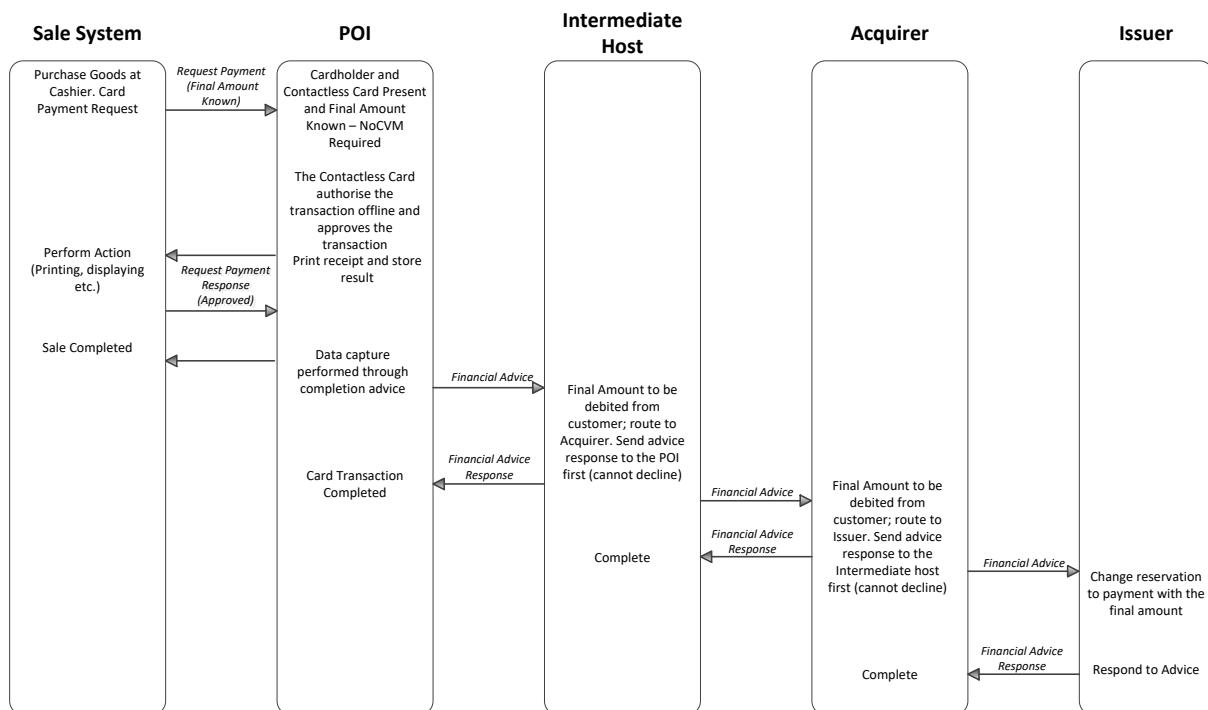 Sale System
POI
Intermediate
Host
Acquirer
Issuer
Purchase Goods at
Cashier. Card
Payment Request
Request Payment
(Final Amount
Known)
Cardholder and
Contactless Card Present
and Final Amount
Known – NoCVM
Required
The Contactless Card
authorise the
transaction offline and
approves the
transaction
Print receipt and store
result
Perform Action
(Printing, displaying
etc.)
Request Payment
Response
(Approved)
Sale Completed
Data capture
performed through
completion advice
Financial Advice
Final Amount to be
debited from
customer; route to
Acquirer. Send advice
response to the POI
first (cannot decline)
Financial Advice
Response
Card Transaction
Completed
Financial Advice
Final Amount to be
debited from
customer; route to
Issuer. Send advice
response to the
Intermediate host
first (cannot decline)
Financial Advice
Response
Complete
Financial Advice
Change reservation
to payment with the
final amount
Financial Advice
Response
Complete
Respond to Advice